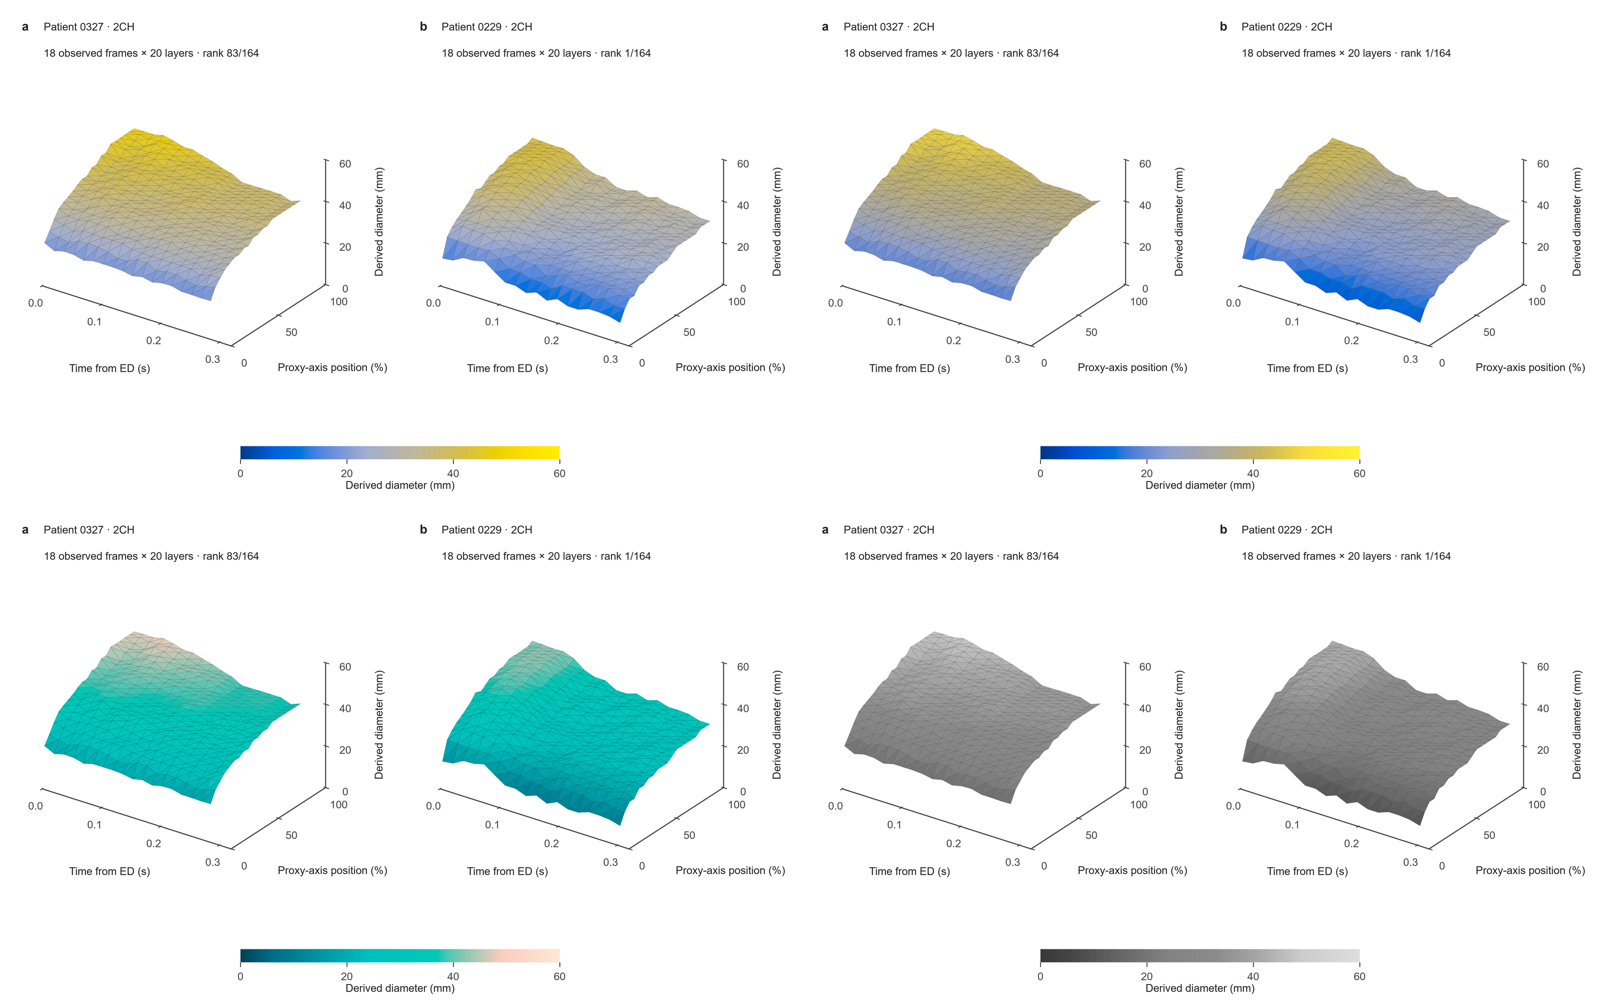 a Patient 0327 · 2CH
18 observed frames × 20 layers · rank 83/164
60
40
20
0
Derived diameter (mm)
0.0
0.1
0.2
0.3
Time from ED (s)
0
50
100
Proxy-axis position (%)
b Patient 0229 · 2CH
18 observed frames × 20 layers · rank 1/164
60
40
20
0
Derived diameter (mm)
0.0
0.1
0.2
0.3
Time from ED (s)
0
50
100
Proxy-axis position (%)
0 20 40 60
Derived diameter (mm)
a Patient 0327 · 2CH
18 observed frames × 20 layers · rank 83/164
60
40
20
0
Derived diameter (mm)
0.0
0.1
0.2
0.3
Time from ED (s)
0
50
100
Proxy-axis position (%)
b Patient 0229 · 2CH
18 observed frames × 20 layers · rank 1/164
60
40
20
0
Derived diameter (mm)
0.0
0.1
0.2
0.3
Time from ED (s)
0
50
100
Proxy-axis position (%)
0 20 40 60
Derived diameter (mm)
a Patient 0327 · 2CH
18 observed frames × 20 layers · rank 83/164
60
40
20
0
Derived diameter (mm)
0.0
0.1
0.2
0.3
Time from ED (s)
0
50
100
Proxy-axis position (%)
b Patient 0229 · 2CH
18 observed frames × 20 layers · rank 1/164
60
40
20
0
Derived diameter (mm)
0.0
0.1
0.2
0.3
Time from ED (s)
0
50
100
Proxy-axis position (%)
0 20 40 60
Derived diameter (mm)
a Patient 0327 · 2CH
18 observed frames × 20 layers · rank 83/164
60
40
20
0
Derived diameter (mm)
0.0
0.1
0.2
0.3
Time from ED (s)
0
50
100
Proxy-axis position (%)
b Patient 0229 · 2CH
18 observed frames × 20 layers · rank 1/164
60
40
20
0
Derived diameter (mm)
0.0
0.1
0.2
0.3
Time from ED (s)
0
50
100
Proxy-axis position (%)
0 20 40 60
Derived diameter (mm)